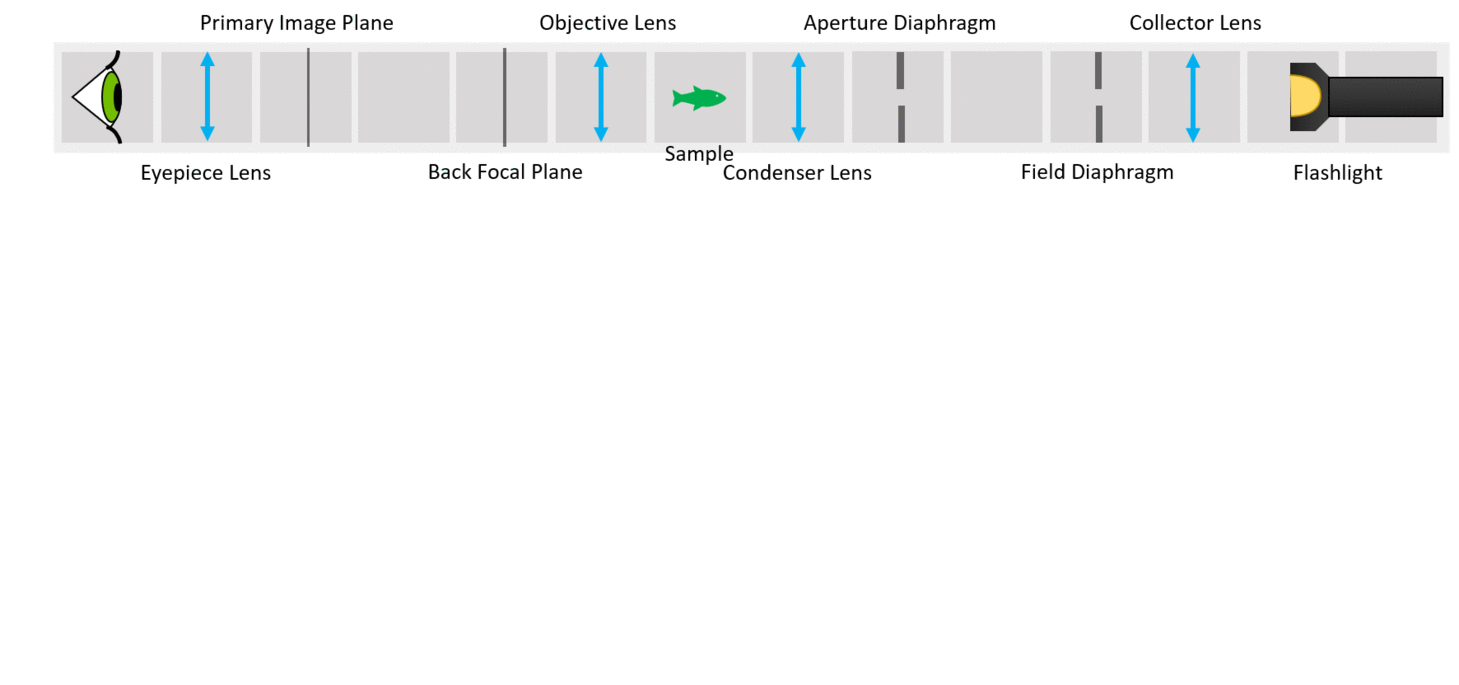 Primary Image Plane
Objective Lens
Aperture Diaphragm
Collector Lens
Sample
Eyepiece Lens
Back Focal Plane
Condenser Lens
Field Diaphragm
Flashlight